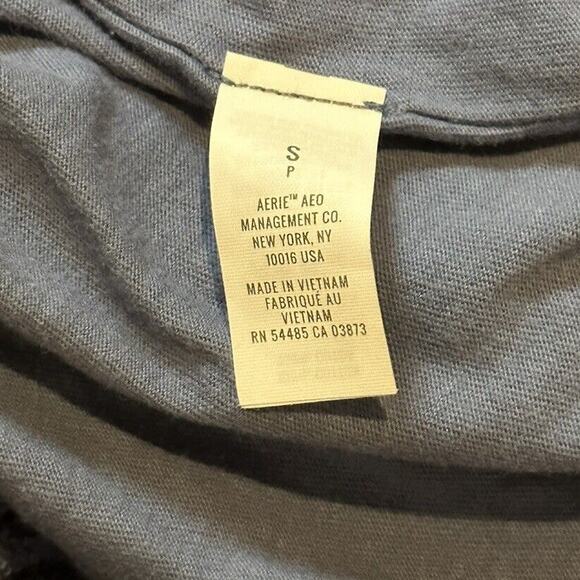 S
P
AERIE™ AEO
MANAGEMENT CO.
NEW YORK, NY
10016 USA
MADE IN VIETNAM
FABRIQUÉ AU
VIETNAM
RN 54485 CA 03873